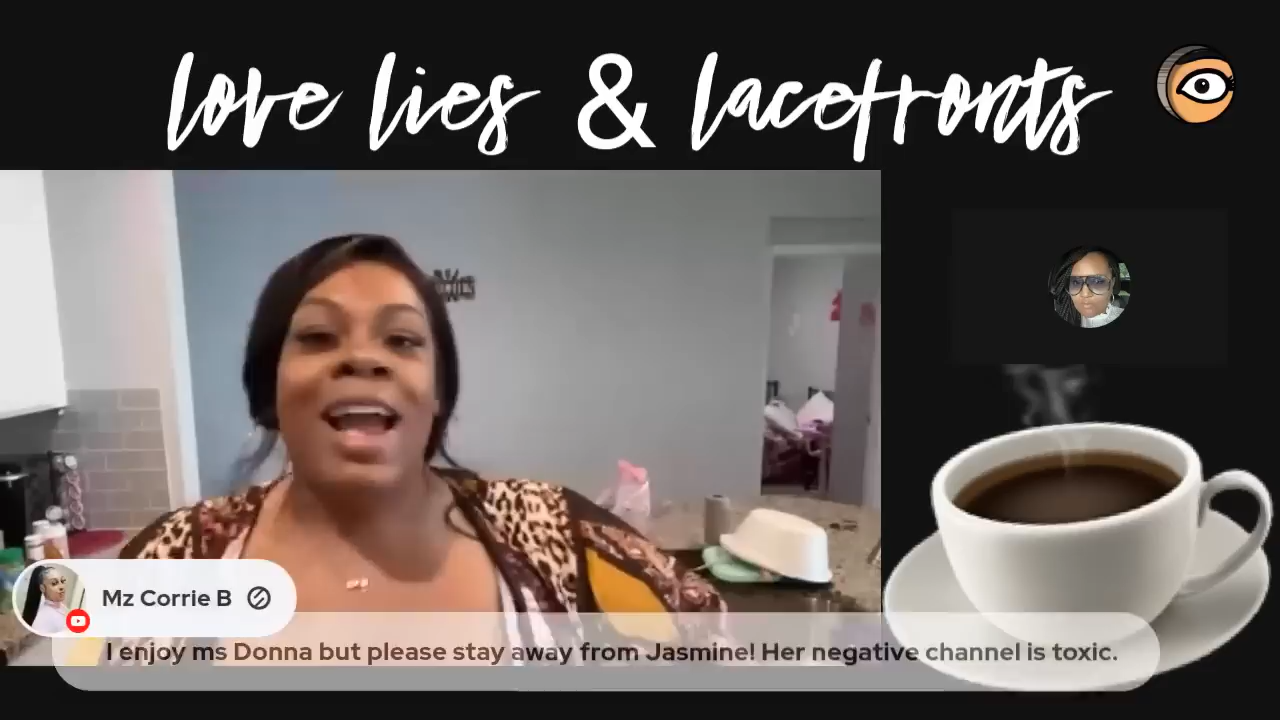 love lies & lacefronts
Mz Corrie B
I enjoy ms Donna but please stay away from Jasmine! Her negative channel is toxic.